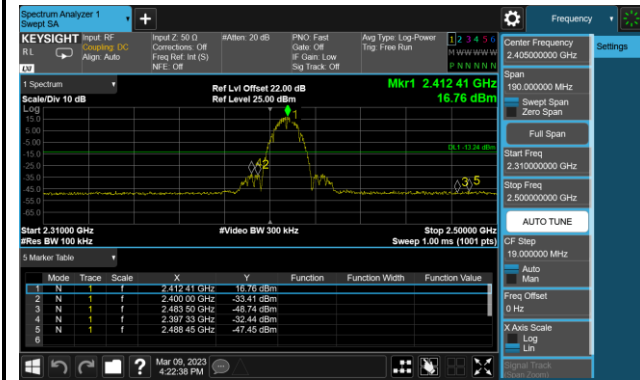 Spectrum Analyzer 1
Swept SA
Frequency
KEYSIGHT Input: RF Input Z: 50 Ω #Atten: 20 dB PNO: Fast Avg Type: Log-Power 1 2 3 4 5 6
RL Coupling: DC Corrections: Off Gate: Off Trig: Free Run M W W W W W
Align: Auto Freq Ref: Int (S) IF Gain: Low
NFE: Off Sig Track: Off P N N N N N
LXI
1 Spectrum Ref Lvl Offset 22.00 dB Mkr1 2.412 41 GHz
Scale/Div 10 dB Ref Level 25.00 dBm 16.76 dBm
Log
15.0
5.00
-5.00
-15.0 DL1 -13.24 dBm
-25.0
-35.0
-45.0
-55.0
-65.0
1
4 2
3 5
Start 2.31000 GHz #Video BW 300 kHz Stop 2.50000 GHz
#Res BW 100 kHz Sweep 1.00 ms (1001 pts)
5 Marker Table
Mode Trace Scale X Y Function Function Width Function Value
1 N 1 f 2.412 41 GHz 16.76 dBm
2 N 1 f 2.400 00 GHz -33.41 dBm
3 N 1 f 2.483 50 GHz -48.74 dBm
4 N 1 f 2.397 33 GHz -32.44 dBm
5 N 1 f 2.488 45 GHz -47.45 dBm
6
Mar 09, 2023
4:22:38 PM
Settings
Center Frequency
2.405000000 GHz
Span
190.000000 MHz
Swept Span
Zero Span
Full Span
Start Freq
2.310000000 GHz
Stop Freq
2.500000000 GHz
AUTO TUNE
CF Step
19.000000 MHz
Auto
Man
Freq Offset
0 Hz
X Axis Scale
Log
Lin
Signal Track
(Span Zoom)